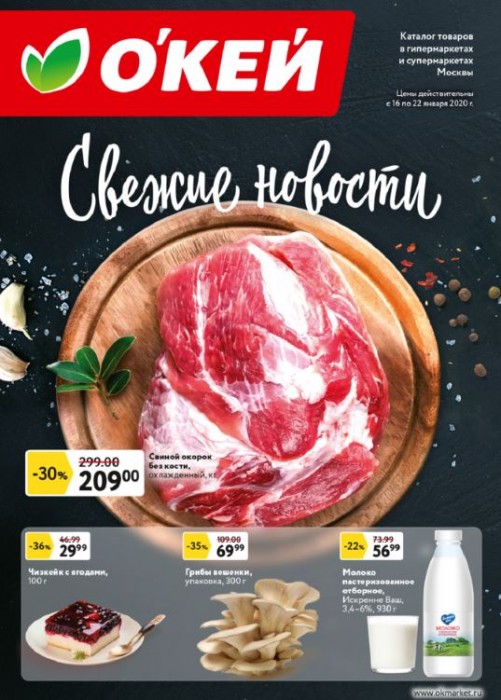 О'КЕЙ
Каталог товаров
в гипермаркетах
и супермаркетах
Москвы
Цены действительны
с 16 по 22 января 2020 г.
Свежие новости
-30%
299.00
209 00
Свиной окорок
без кости,
охлажденный, кг
-36%
46.99
29 99
Чизкейк с ягодами,
100 г
-35%
109.00
69 99
Грибы вешенки,
упаковка, 300 г
-22%
73.99
56 99
Молоко
пастеризованное
отборное,
Искренне Ваш,
3,4–6%, 930 г
МОЛОКО
www.okmarket.ru